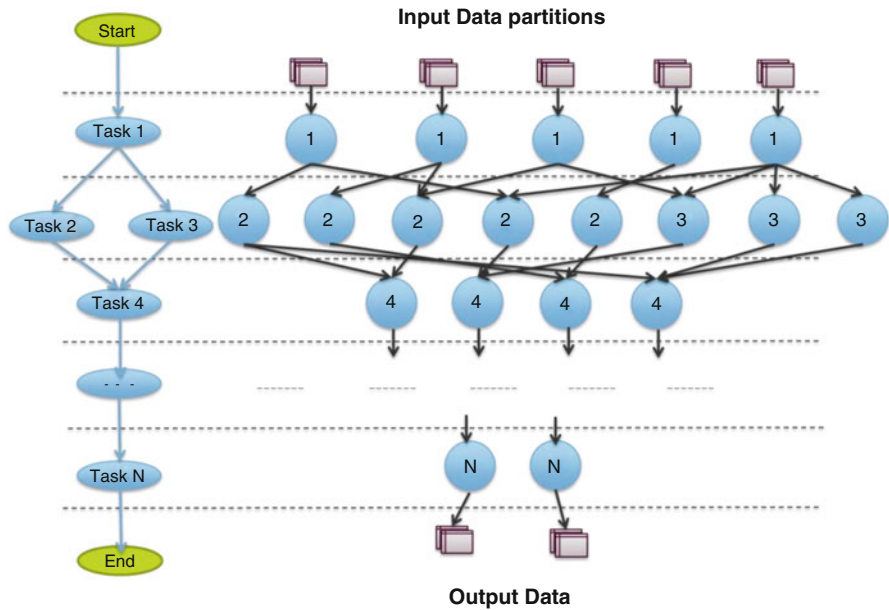 Input Data partitions
Start
Task 1
1 1 1 1 1
Task 2 Task 3
2 2 2 2 2 3 3 3
Task 4
4 4 4 4
- - -
Task N
N N
End
Output Data